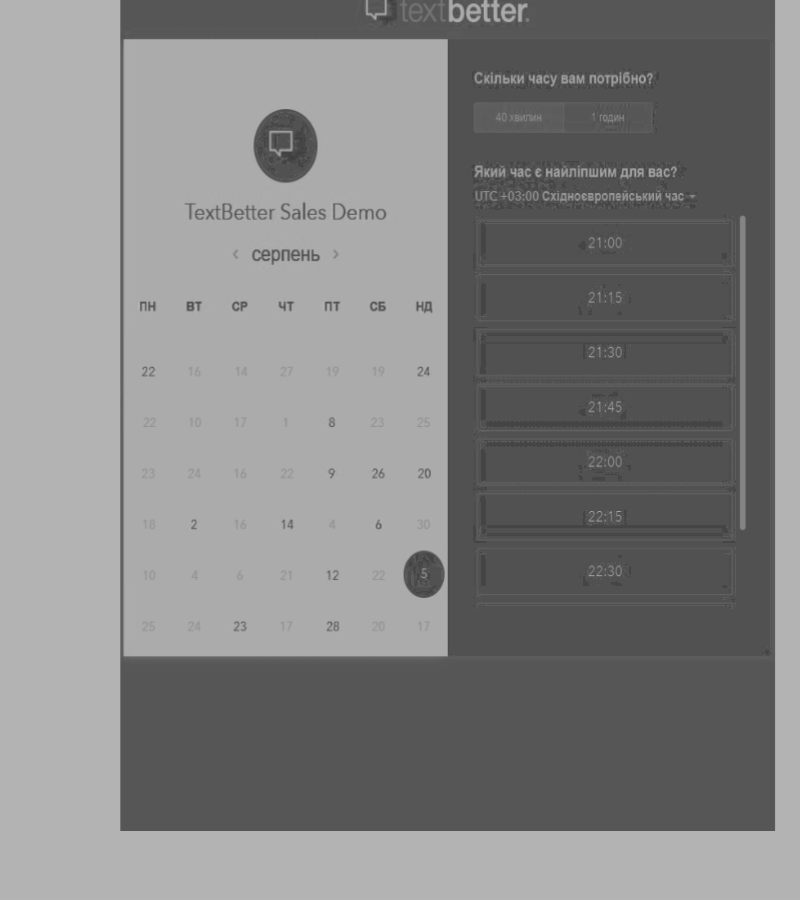 textbetter.
TextBetter Sales Demo
‹ серпень ›
ПН ВТ СР ЧТ ПТ СБ НД
22 16 14 27 19 19 24
22 10 17 1 8 23 25
23 24 16 22 9 26 20
18 2 16 14 4 6 30
10 4 6 21 12 22 5
25 24 23 17 28 20 17
Скільки часу вам потрібно?
40 хвилин 1 годин
Який час є найліпшим для вас?
UTC +03:00 Східноєвропейський час
21:00
21:15
21:30
21:45
22:00
22:15
22:30